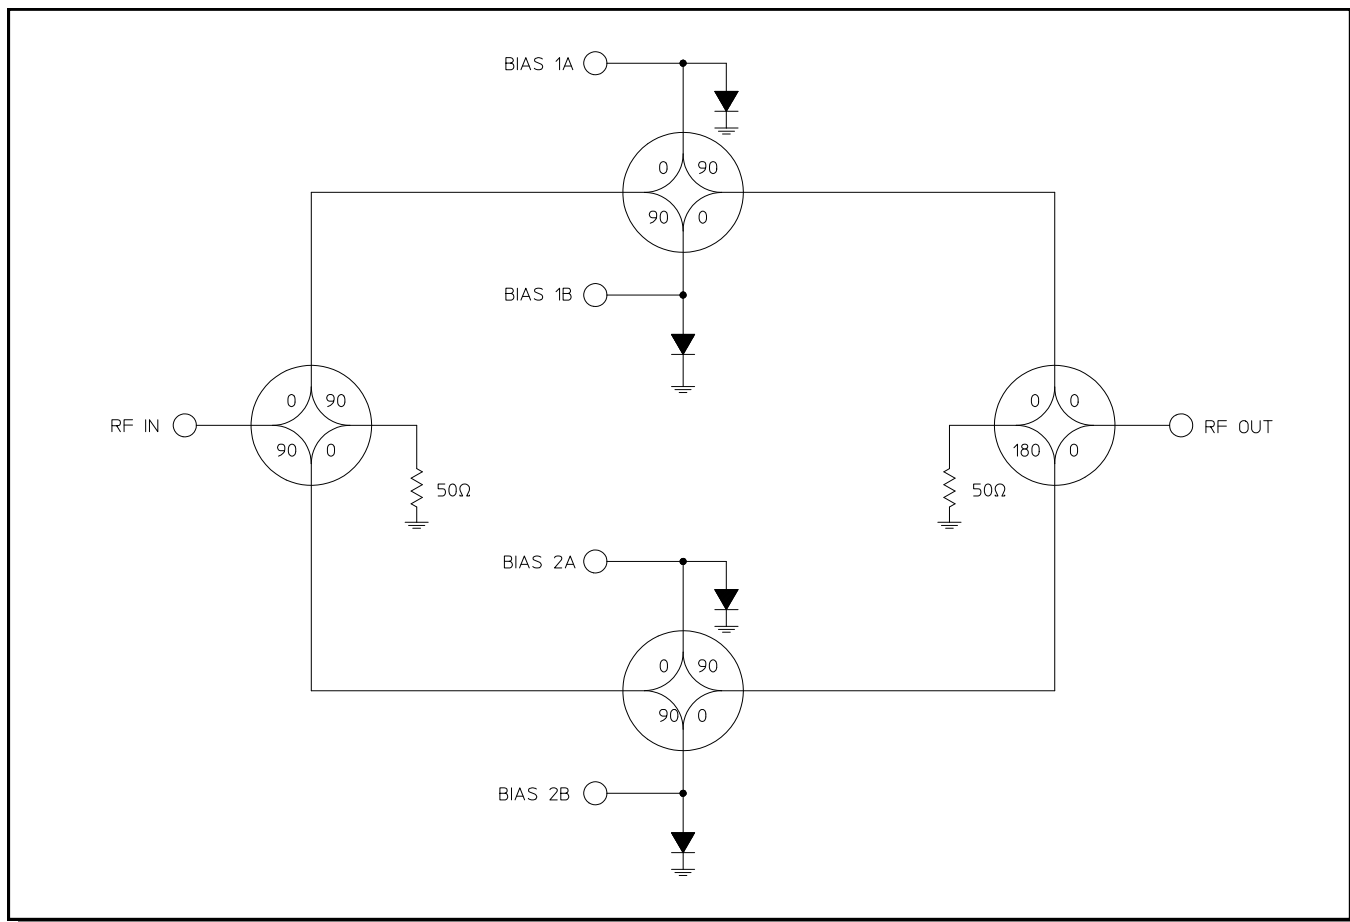 BIAS 1A
0 90
90 0
BIAS 1B
0 90
90 0
RF IN
50Ω
0 0
180 0
RF OUT
50Ω
BIAS 2A
0 90
90 0
BIAS 2B